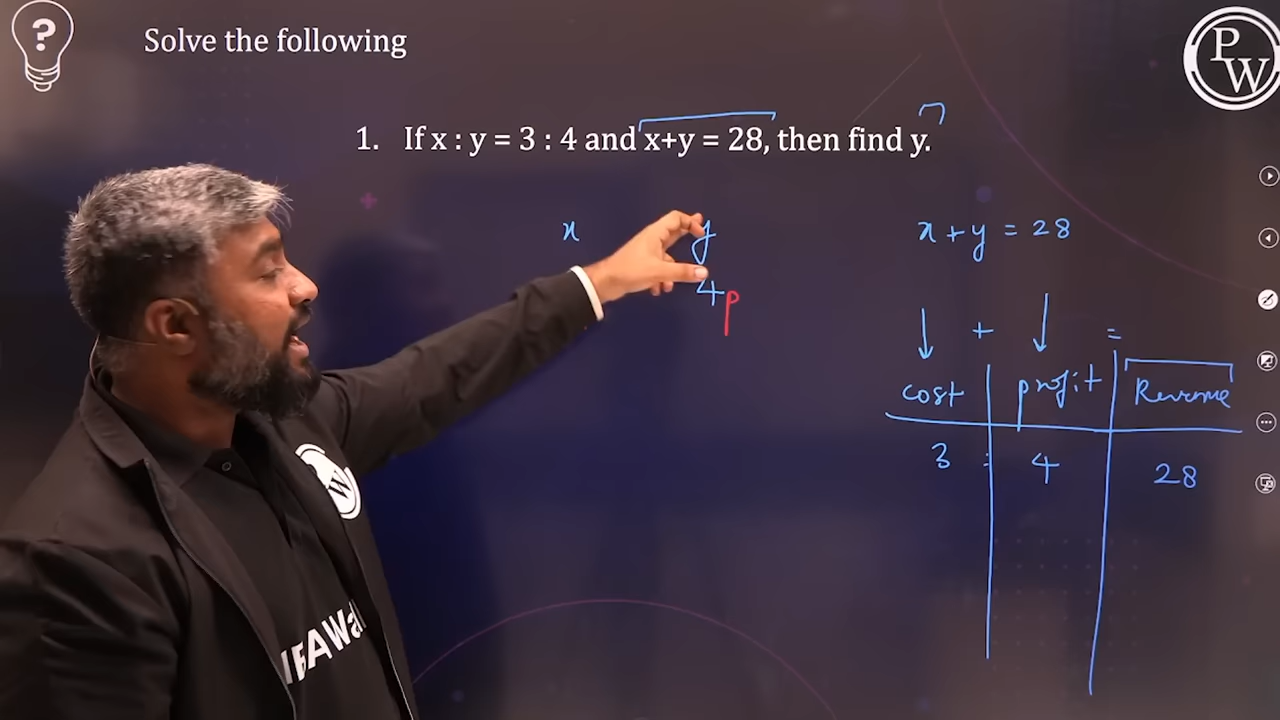 ?
Solve the following
PW
1. If x : y = 3 : 4 and x+y = 28, then find y.
x y
4p
x + y = 28
+ =
cost profit Revenue
3 : 4 28
W